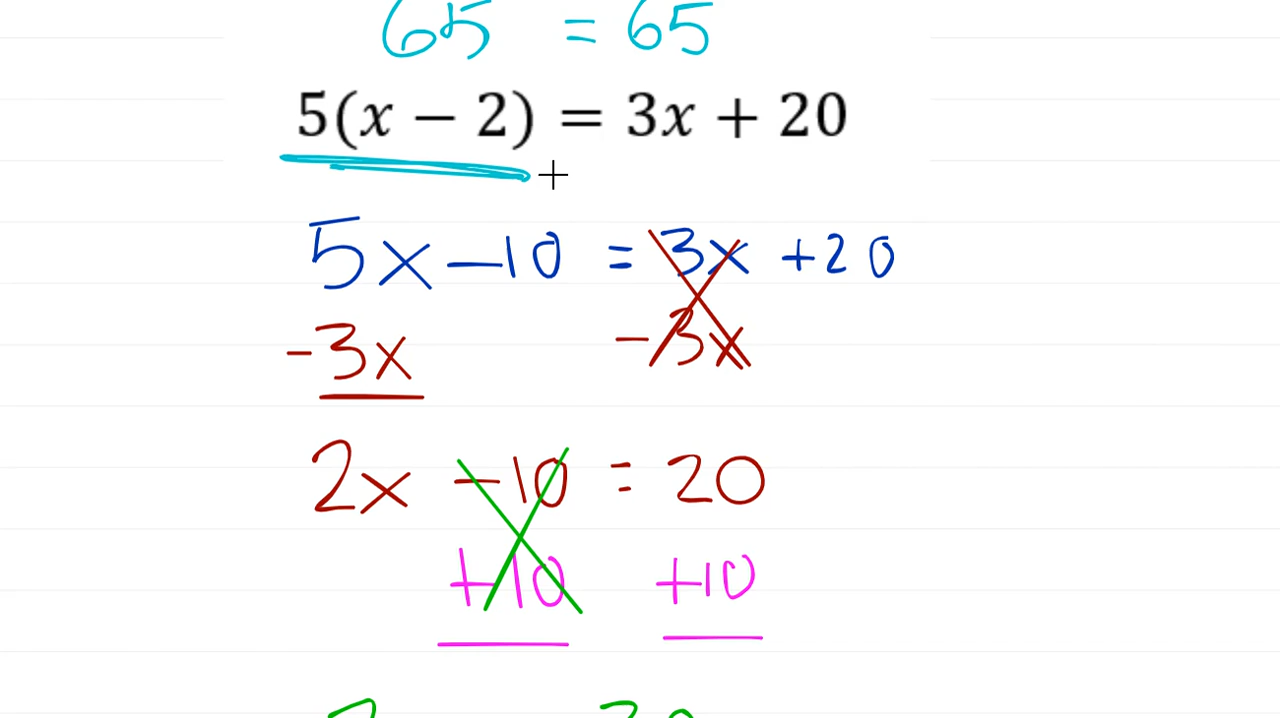 65 = 65
5(x − 2) = 3x + 20
5x − 10 = 3x + 20
-3x -3x
2x − 10 = 20
+10 +10